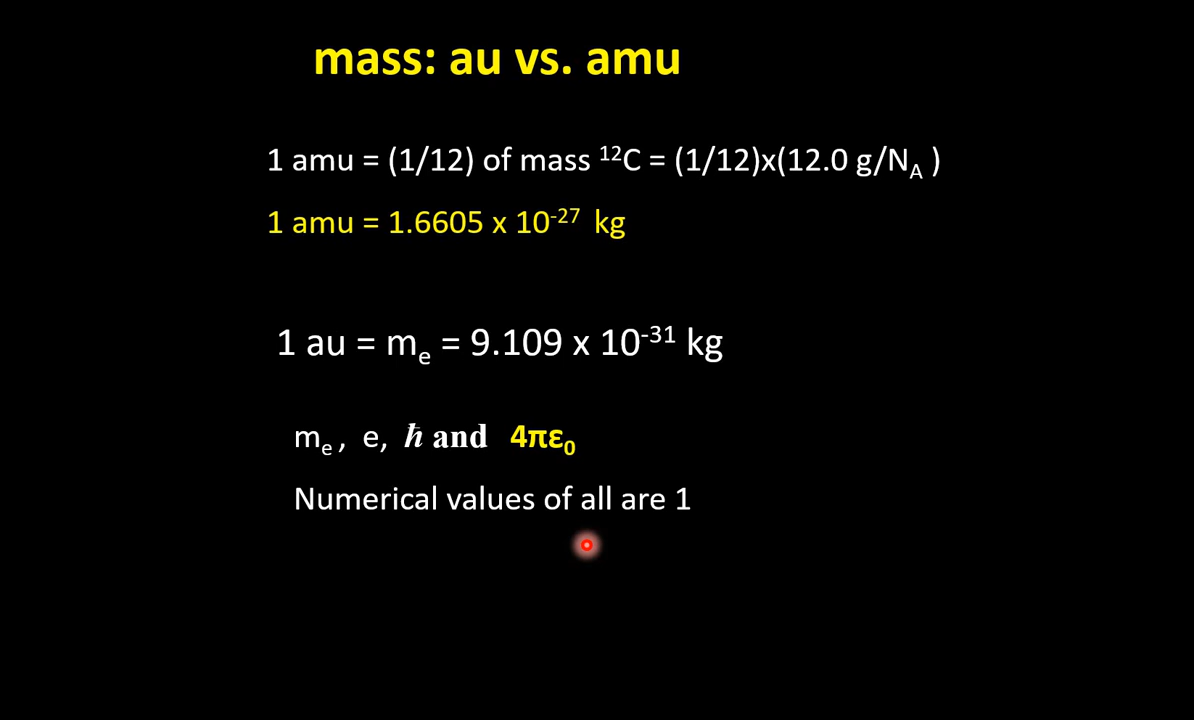 mass: au vs. amu
1 amu = (1/12) of mass ¹²C = (1/12)x(12.0 g/N_A )
1 amu = 1.6605 x 10⁻²⁷ kg
1 au = mₑ = 9.109 x 10⁻³¹ kg
mₑ , e, ℏ and 4πε₀
Numerical values of all are 1